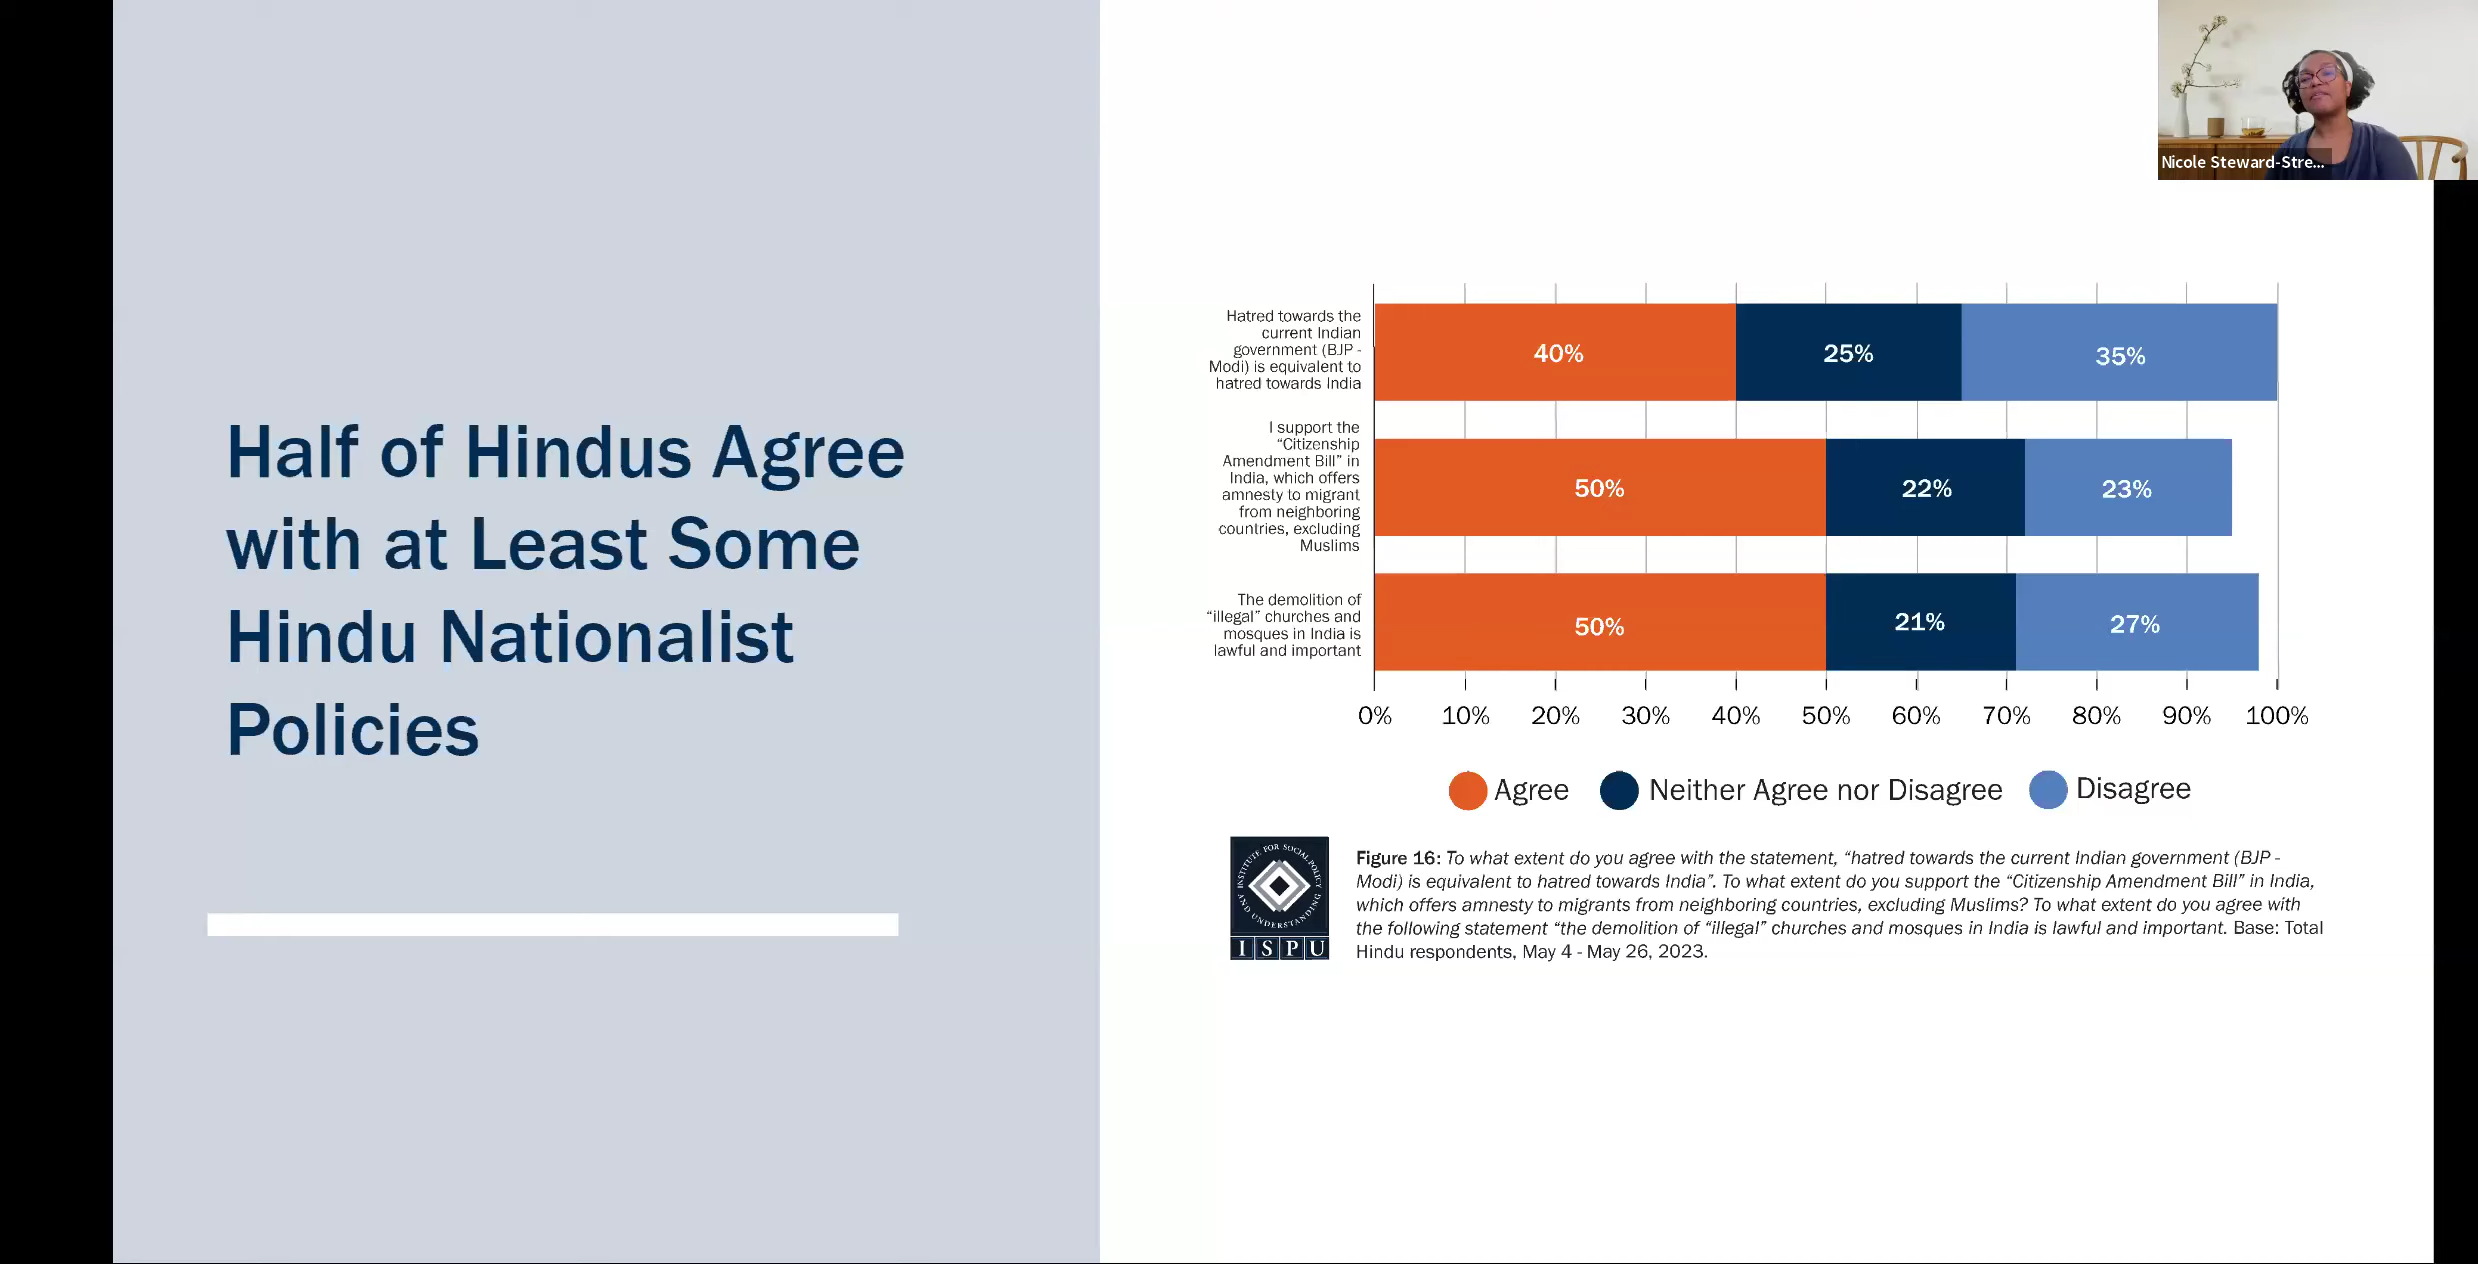 Nicole Steward-Stre...
Half of Hindus Agree
with at Least Some
Hindu Nationalist
Policies
Hatred towards the
current Indian
government (BJP -
Modi) is equivalent to
hatred towards India
40%
25%
35%
I support the
“Citizenship
Amendment Bill” in
India, which offers
amnesty to migrant
from neighboring
countries, excluding
Muslims
50%
22%
23%
The demolition of
“illegal” churches and
mosques in India is
lawful and important
50%
21%
27%
0% 10% 20% 30% 40% 50% 60% 70% 80% 90% 100%
Agree Neither Agree nor Disagree Disagree
INSTITUTE FOR SOCIAL POLICY
AND UNDERSTANDING
ISPU
Figure 16: To what extent do you agree with the statement, “hatred towards the current Indian government (BJP -
Modi) is equivalent to hatred towards India”. To what extent do you support the “Citizenship Amendment Bill” in India,
which offers amnesty to migrants from neighboring countries, excluding Muslims? To what extent do you agree with
the following statement “the demolition of “illegal” churches and mosques in India is lawful and important. Base: Total
Hindu respondents, May 4 - May 26, 2023.